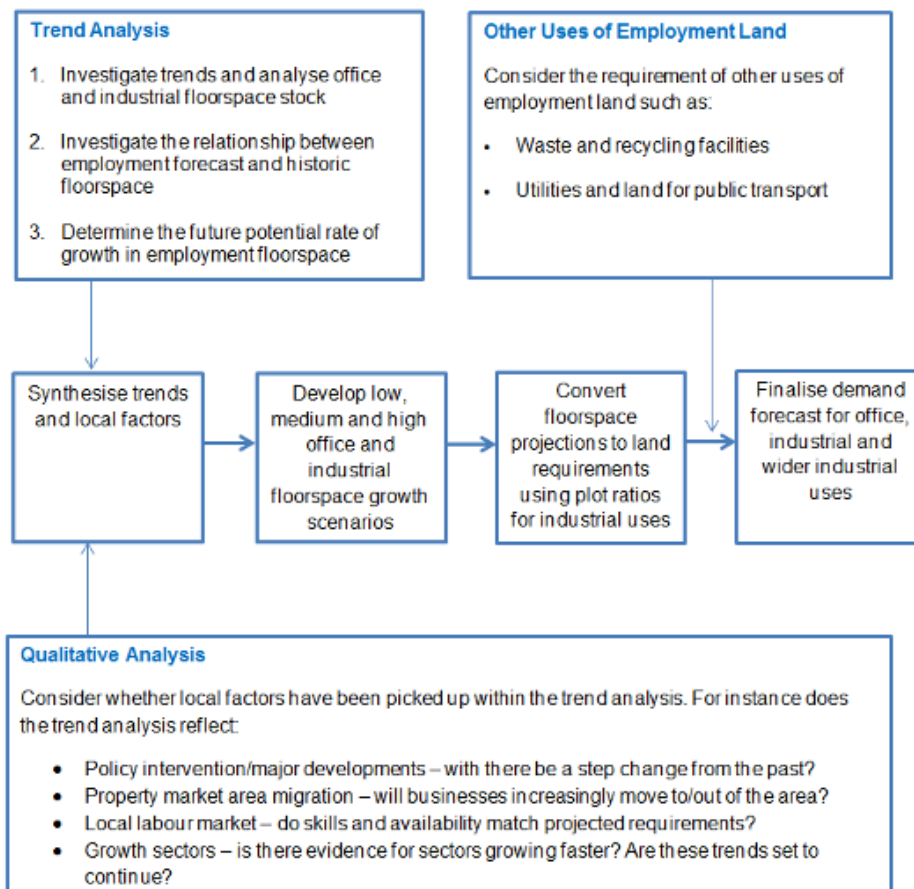 Trend Analysis
1. Investigate trends and analyse office
and industrial floorspace stock
2. Investigate the relationship between
employment forecast and historic
floorspace
3. Determine the future potential rate of
growth in employment floorspace
Other Uses of Employment Land
Consider the requirement of other uses of
employment land such as:
• Waste and recycling facilities
• Utilities and land for public transport
Synthesise trends
and local factors
Develop low,
medium and high
office and
industrial
floorspace growth
scenarios
Convert
floorspace
projections to land
requirements
using plot ratios
for industrial uses
Finalise demand
forecast for office,
industrial and
wider industrial
uses
Qualitative Analysis
Consider whether local factors have been picked up within the trend analysis. For instance does
the trend analysis reflect:
• Policy intervention/major developments – with there be a step change from the past?
• Property market area migration – will businesses increasingly move to/out of the area?
• Local labour market – do skills and availability match projected requirements?
• Growth sectors – is there evidence for sectors growing faster? Are these trends set to
continue?